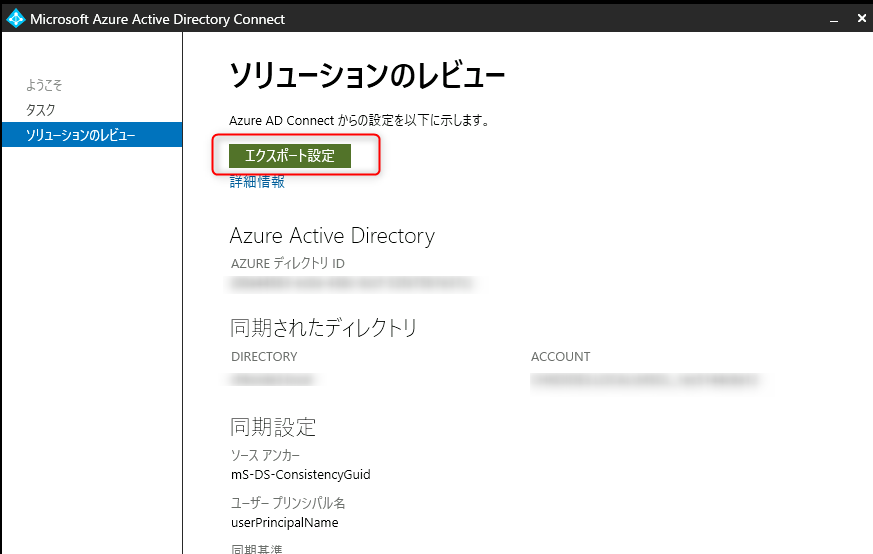 Microsoft Azure Active Directory Connect
ようこそ
タスク
ソリューションのレビュー
ソリューションのレビュー
Azure AD Connect からの設定を以下に示します。
エクスポート設定
詳細情報
Azure Active Directory
AZURE ディレクトリ ID
同期されたディレクトリ
DIRECTORY ACCOUNT
同期設定
ソース アンカー
mS-DS-ConsistencyGuid
ユーザー プリンシパル名
userPrincipalName
同期基準